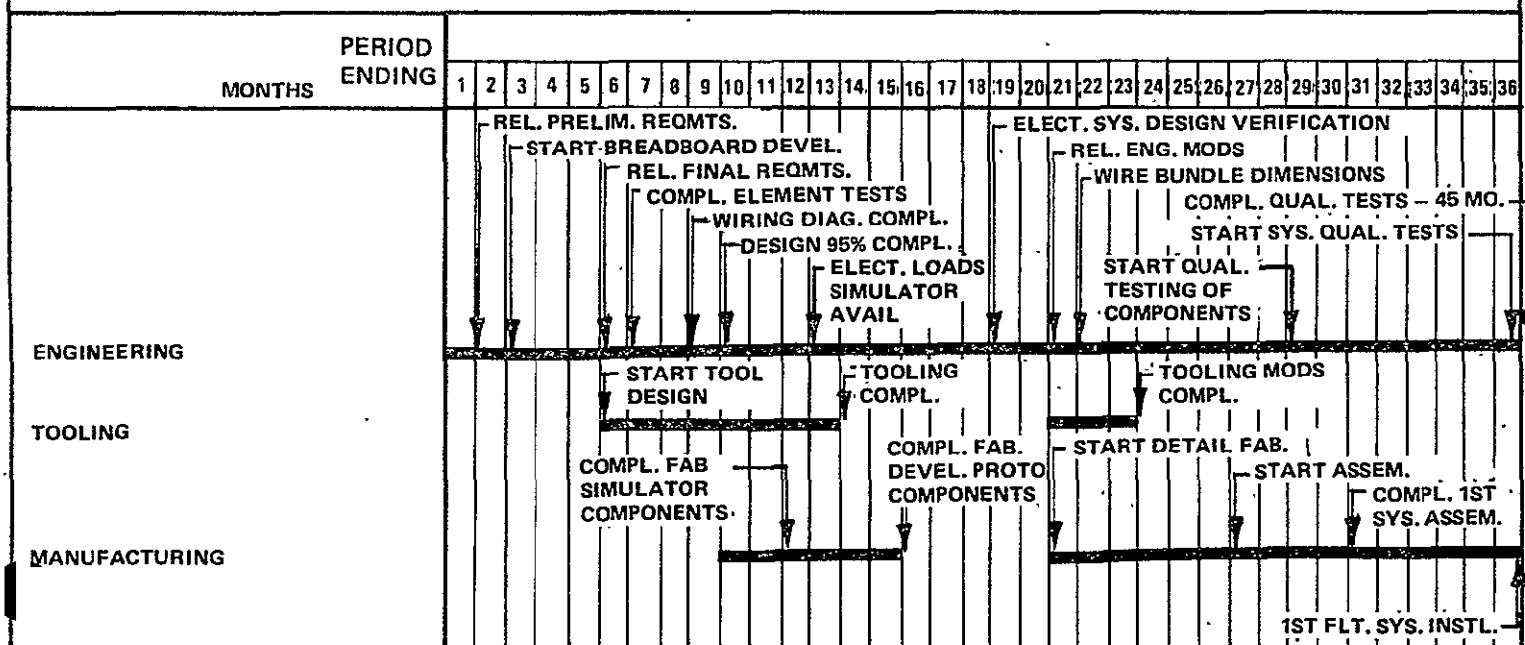 PERIOD
MONTHS ENDING 1 2 3 4 5 6 7 8 9 10 11 12 13 14 15 16 17 18 19 20 21 22 23 24 25 26 27 28 29 30 31 32 33 34 35 36
REL. PRELIM. REQMTS.
START BREADBOARD DEVEL.
REL. FINAL REQMTS.
COMPL. ELEMENT TESTS
WIRING DIAG. COMPL.
DESIGN 95% COMPL.
ELECT. LOADS
SIMULATOR
AVAIL
ELECT. SYS. DESIGN VERIFICATION
REL. ENG. MODS
WIRE BUNDLE DIMENSIONS
COMPL. QUAL. TESTS – 45 MO.
START SYS. QUAL. TESTS
START QUAL.
TESTING OF
COMPONENTS
ENGINEERING
START TOOL
DESIGN
TOOLING
COMPL.
TOOLING MODS
COMPL.
TOOLING
COMPL. FAB
SIMULATOR
COMPONENTS
COMPL. FAB.
DEVEL. PROTO
COMPONENTS
START DETAIL FAB.
START ASSEM.
COMPL. 1ST
SYS. ASSEM.
MANUFACTURING
1ST FLT. SYS. INSTL.